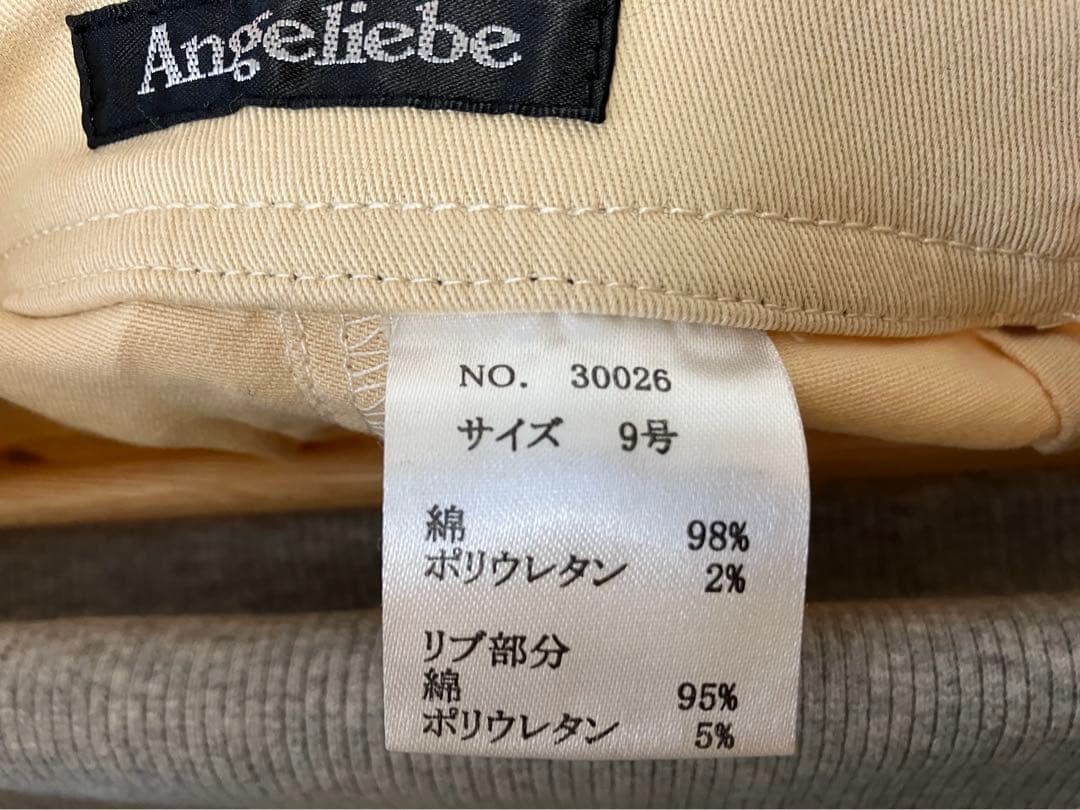 Angeliebe
NO. 30026
サイズ 9号
綿 98%
ポリウレタン 2%
リブ部分
綿 95%
ポリウレタン 5%